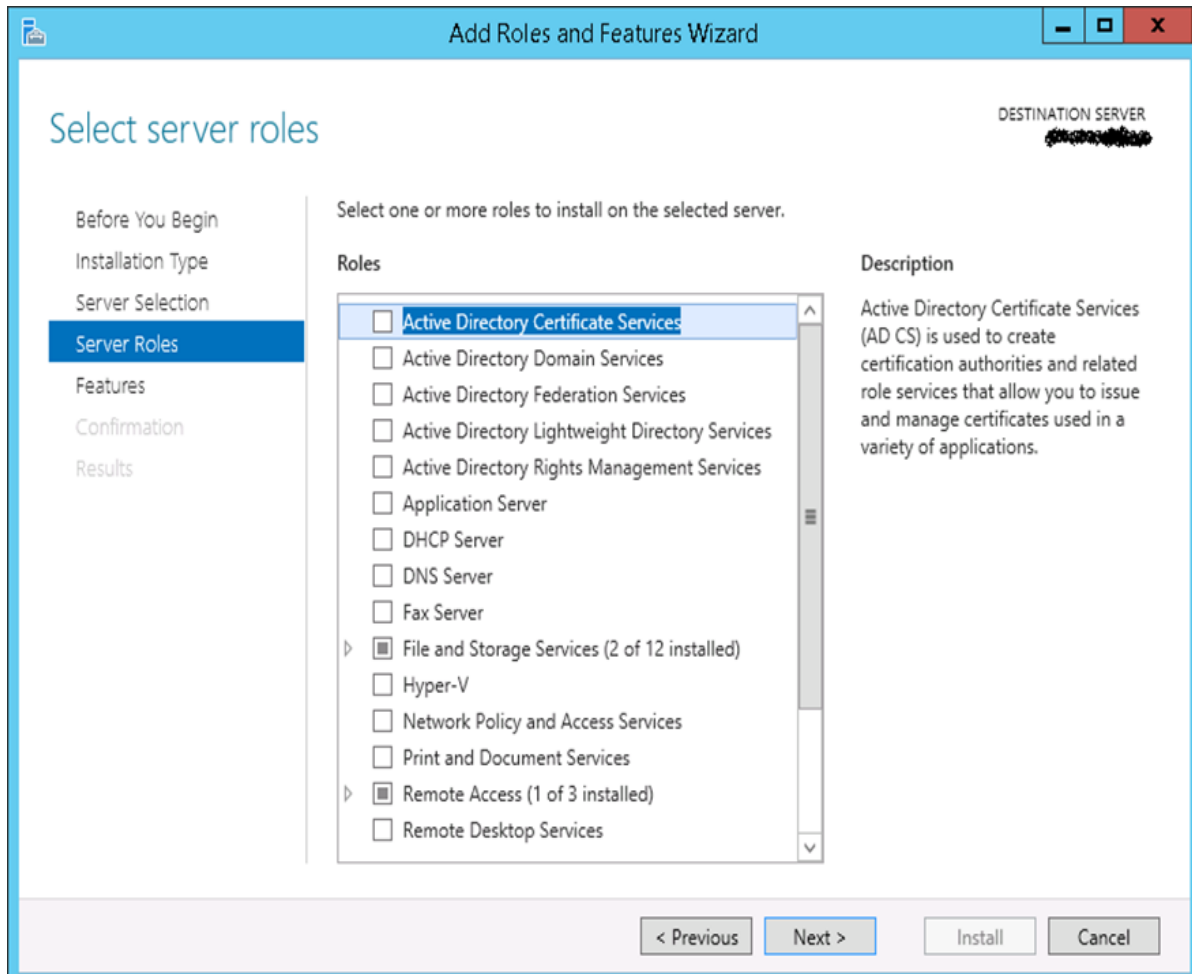 Add Roles and Features Wizard
Select server roles
DESTINATION SERVER
Before You Begin
Installation Type
Server Selection
Server Roles
Features
Confirmation
Results
Select one or more roles to install on the selected server.
Roles
Active Directory Certificate Services
Active Directory Domain Services
Active Directory Federation Services
Active Directory Lightweight Directory Services
Active Directory Rights Management Services
Application Server
DHCP Server
DNS Server
Fax Server
File and Storage Services (2 of 12 installed)
Hyper-V
Network Policy and Access Services
Print and Document Services
Remote Access (1 of 3 installed)
Remote Desktop Services
Description
Active Directory Certificate Services
(AD CS) is used to create
certification authorities and related
role services that allow you to issue
and manage certificates used in a
variety of applications.
< Previous
Next >
Install
Cancel